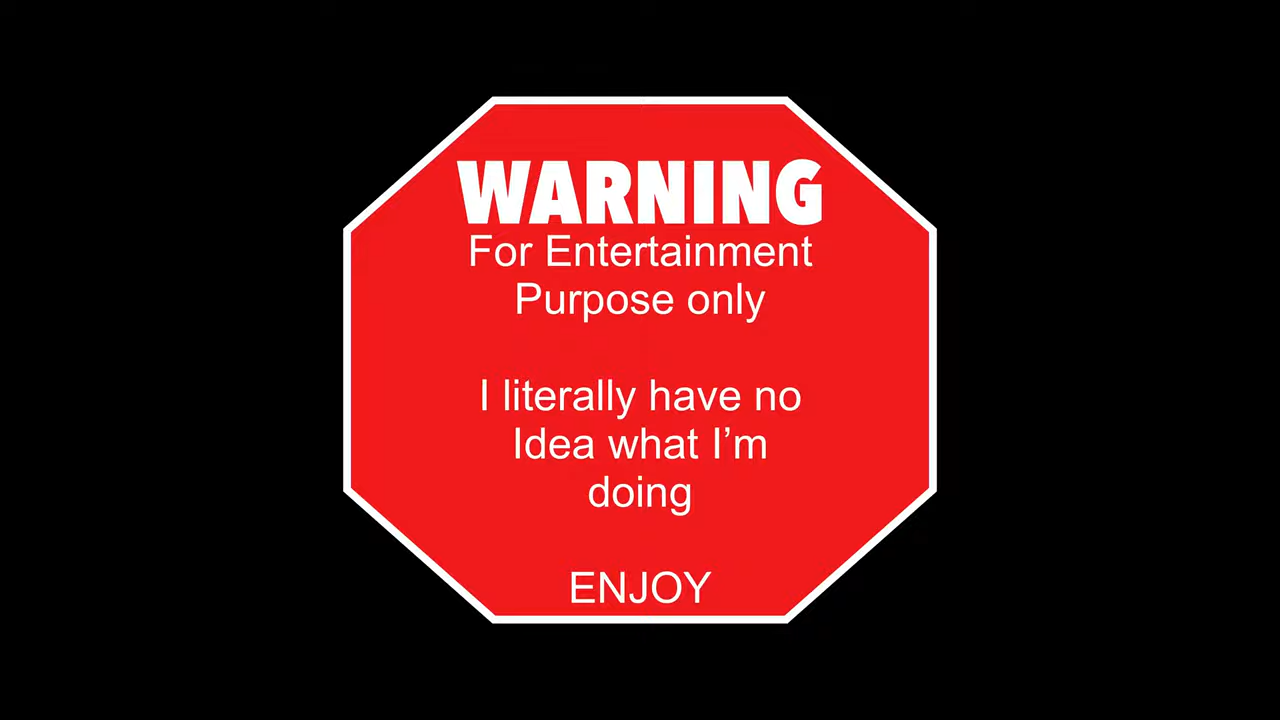 WARNING
For Entertainment
Purpose only
I literally have no
Idea what I’m
doing
ENJOY